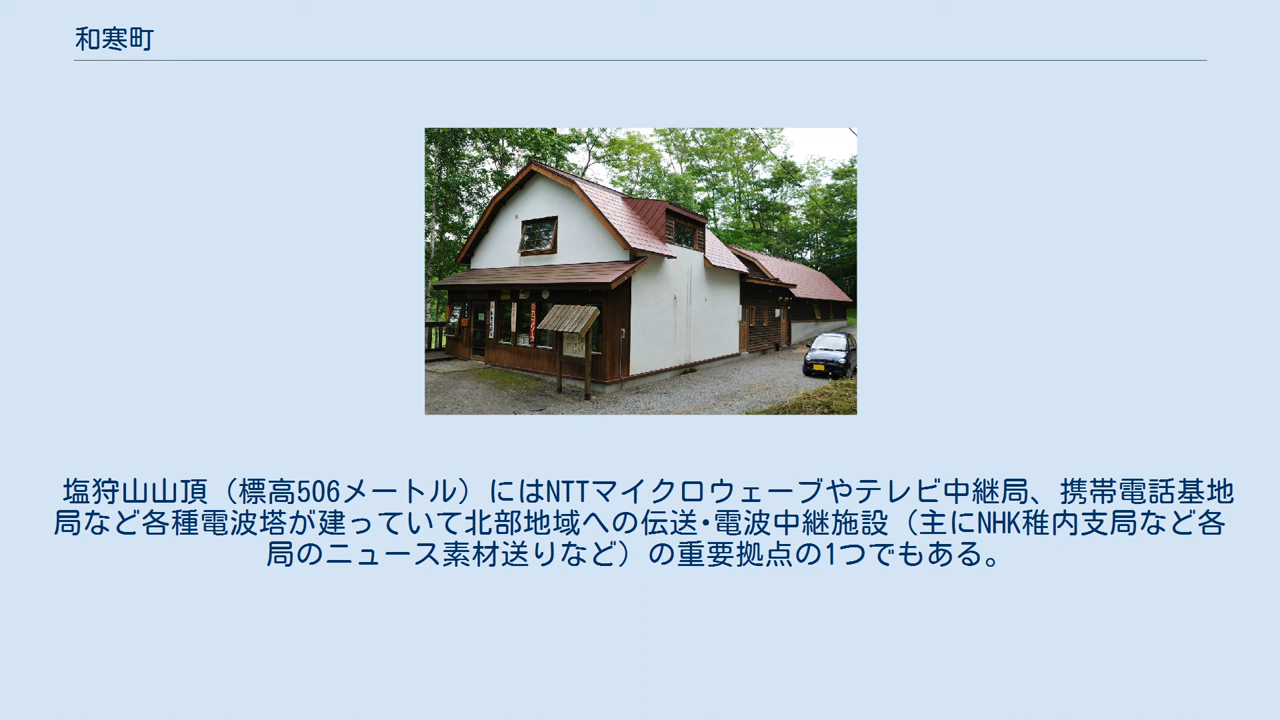 和寒町
塩狩山山頂（標高506メートル）にはNTTマイクロウェーブやテレビ中継局、携帯電話基地
局など各種電波塔が建っていて北部地域への伝送・電波中継施設（主にNHK稚内支局など各
局のニュース素材送りなど）の重要拠点の1つでもある。